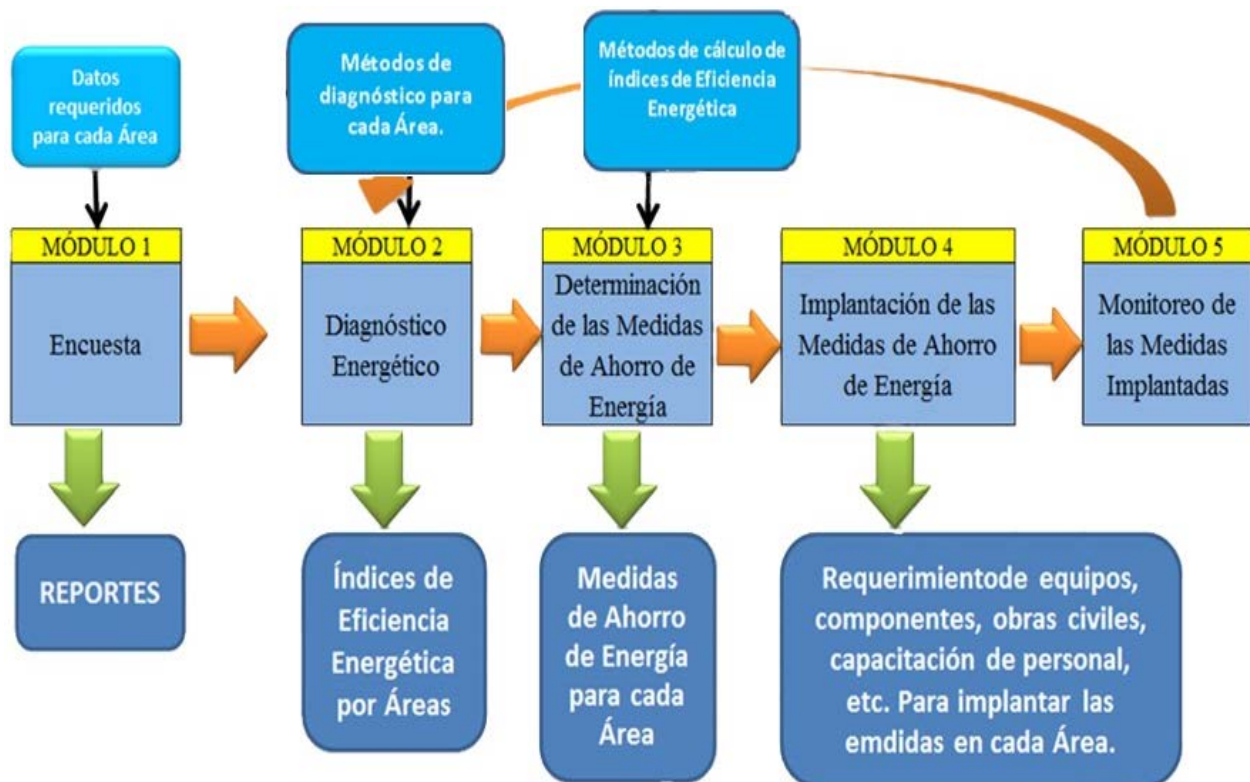 Datos
requeridos
para cada Área
Métodos de
diagnóstico para
cada Área.
Métodos de cálculo de
índices de Eficiencia
Energética
MÓDULO 1
Encuesta
MÓDULO 2
Diagnóstico
Energético
MÓDULO 3
Determinación
de las Medidas
de Ahorro de
Energía
MÓDULO 4
Implantación de las
Medidas de Ahorro
de Energía
MÓDULO 5
Monitoreo de
las Medidas
Implantadas
REPORTES
Índices de
Eficiencia
Energética
por Áreas
Medidas
de Ahorro
de Energía
para cada
Área
Requerimientode equipos,
componentes, obras civiles,
capacitación de personal,
etc. Para implantar las
emdidas en cada Área.